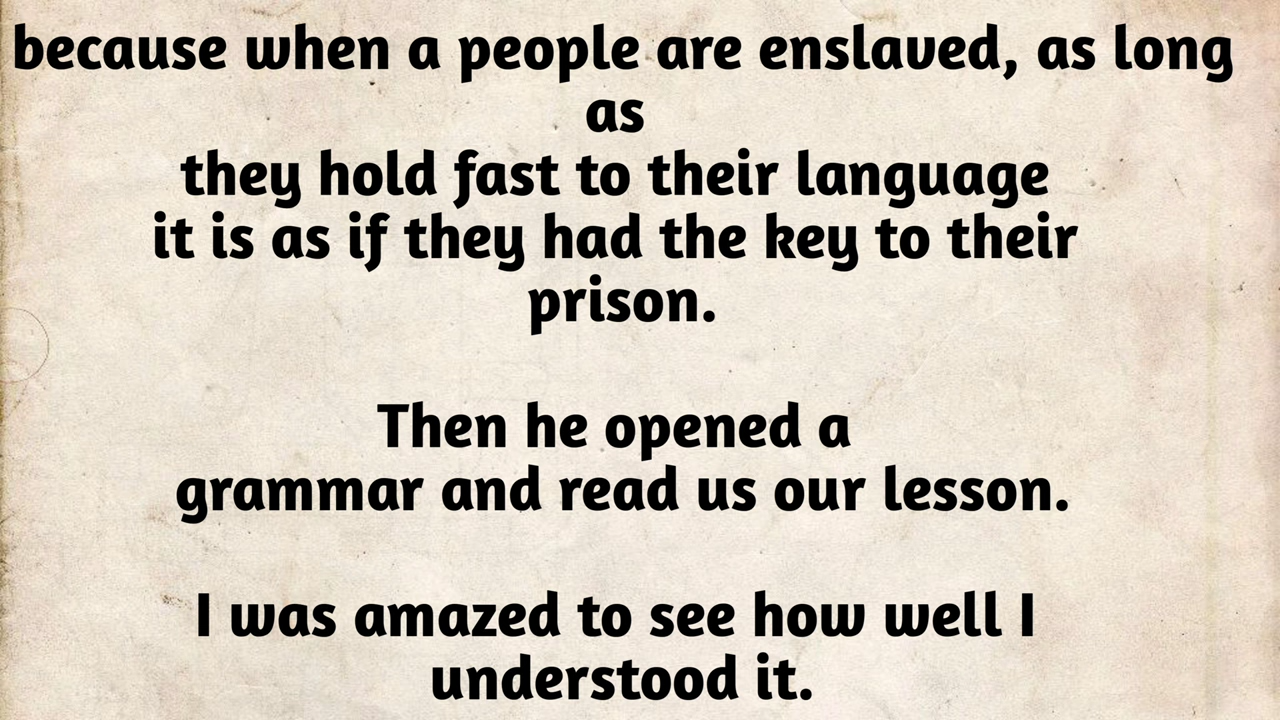 because when a people are enslaved, as long
as
they hold fast to their language
it is as if they had the key to their
prison.
Then he opened a
grammar and read us our lesson.
I was amazed to see how well I
understood it.